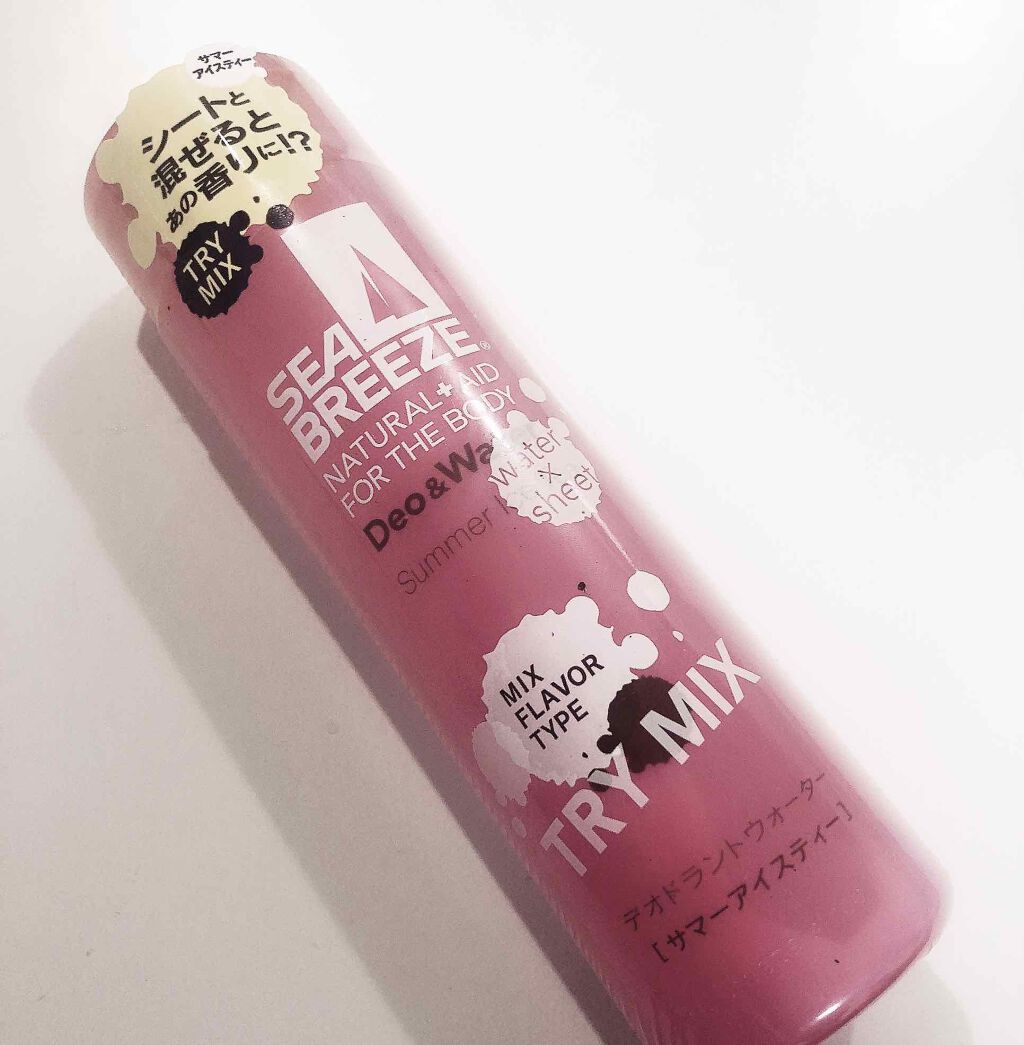 サマー
アイスティー
シートと
混ぜると
あの香りに!?
TRY
MIX
SEA
BREEZE®
NATURAL+AID
FOR THE BODY
Deo&Wa
water
×
sheet
Summer
MIX
FLAVOR
TYPE
TRY MIX
デオドラントウオーター
[サマーアイスティー]